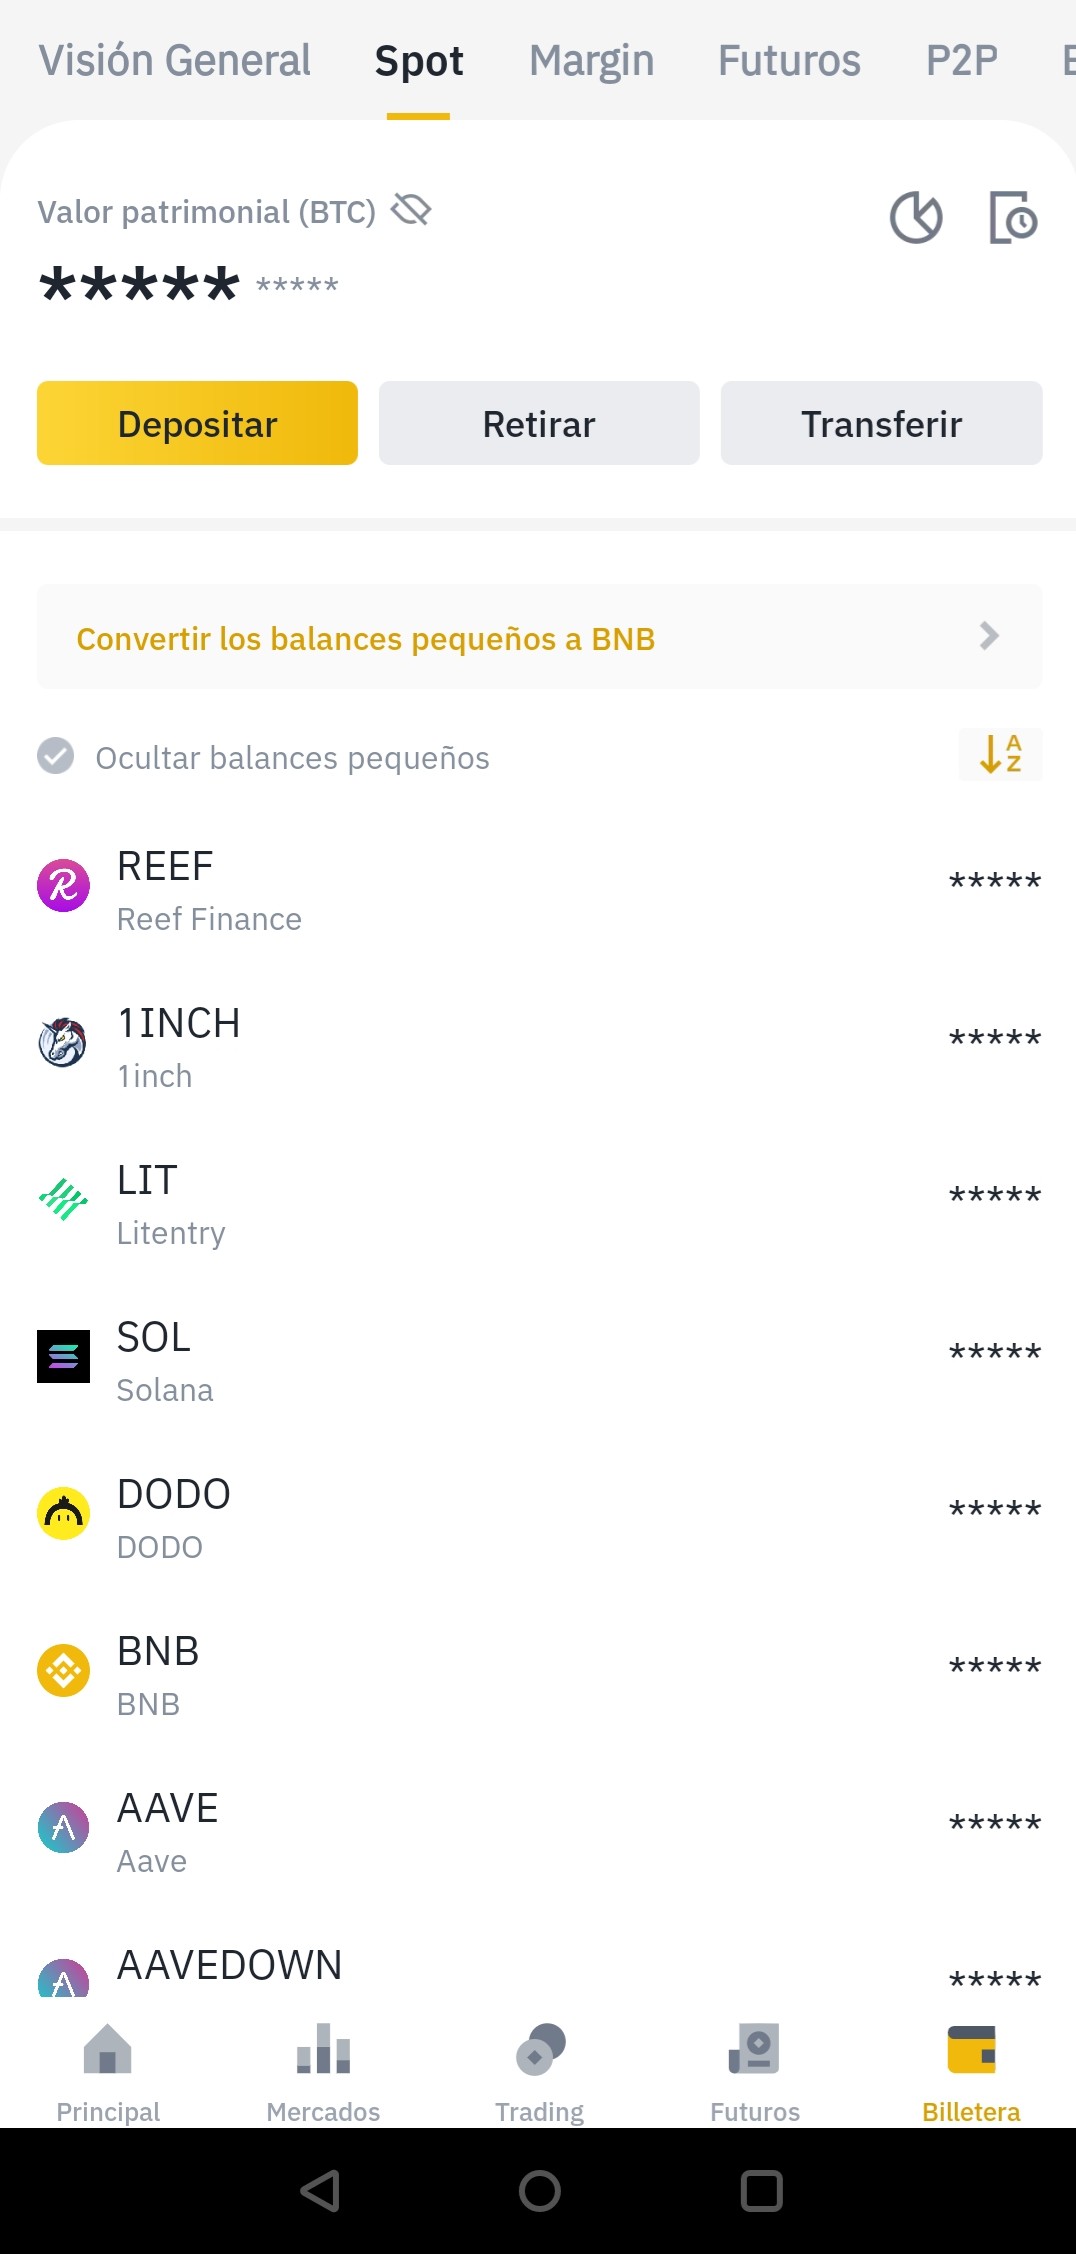 Visión General Spot Margin Futuros P2P
Valor patrimonial (BTC)
***** *****
Depositar Retirar Transferir
Convertir los balances pequeños a BNB
Ocultar balances pequeños
A
Z
REEF
*****
Reef Finance
1INCH
*****
1inch
LIT
*****
Litentry
SOL
*****
Solana
DODO
*****
DODO
BNB
*****
BNB
AAVE
*****
Aave
AAVEDOWN
*****
Principal Mercados Trading Futuros Billetera